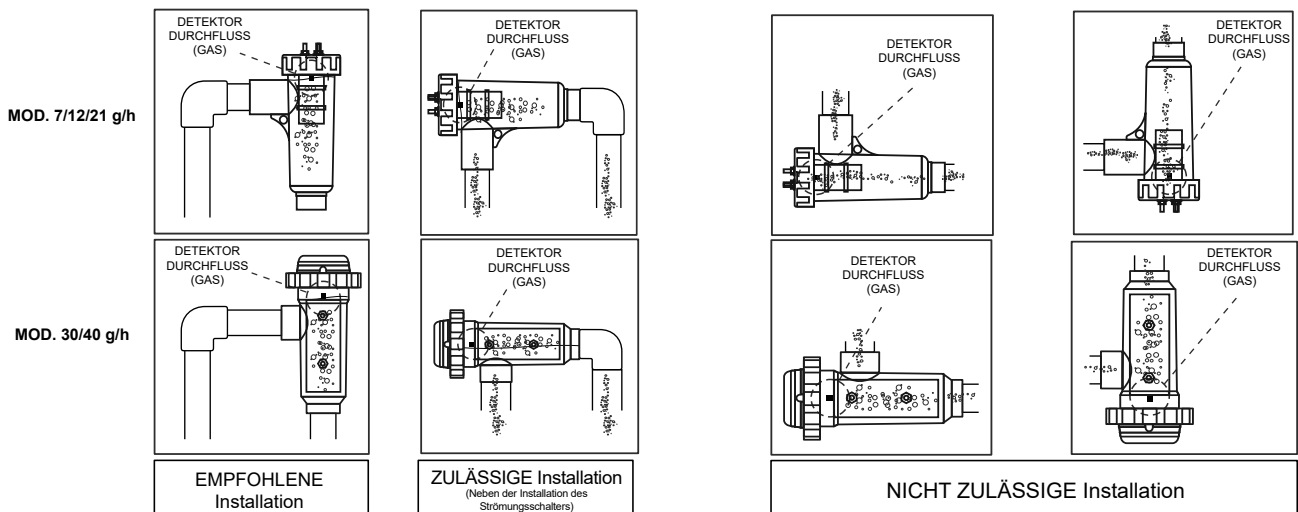 DETEKTOR
DURCHFLUSS
(GAS)
DETEKTOR
DURCHFLUSS
(GAS)
DETEKTOR
DURCHFLUSS
(GAS)
DETEKTOR
DURCHFLUSS
(GAS)
MOD. 7/12/21 g/h
DETEKTOR
DURCHFLUSS
(GAS)
DETEKTOR
DURCHFLUSS
(GAS)
DETEKTOR
DURCHFLUSS
(GAS)
DETEKTOR
DURCHFLUSS
(GAS)
MOD. 30/40 g/h
EMPFOHLENE
Installation
ZULÄSSIGE Installation
(Neben der Installation des
Strömungsschalters)
NICHT ZULÄSSIGE Installation